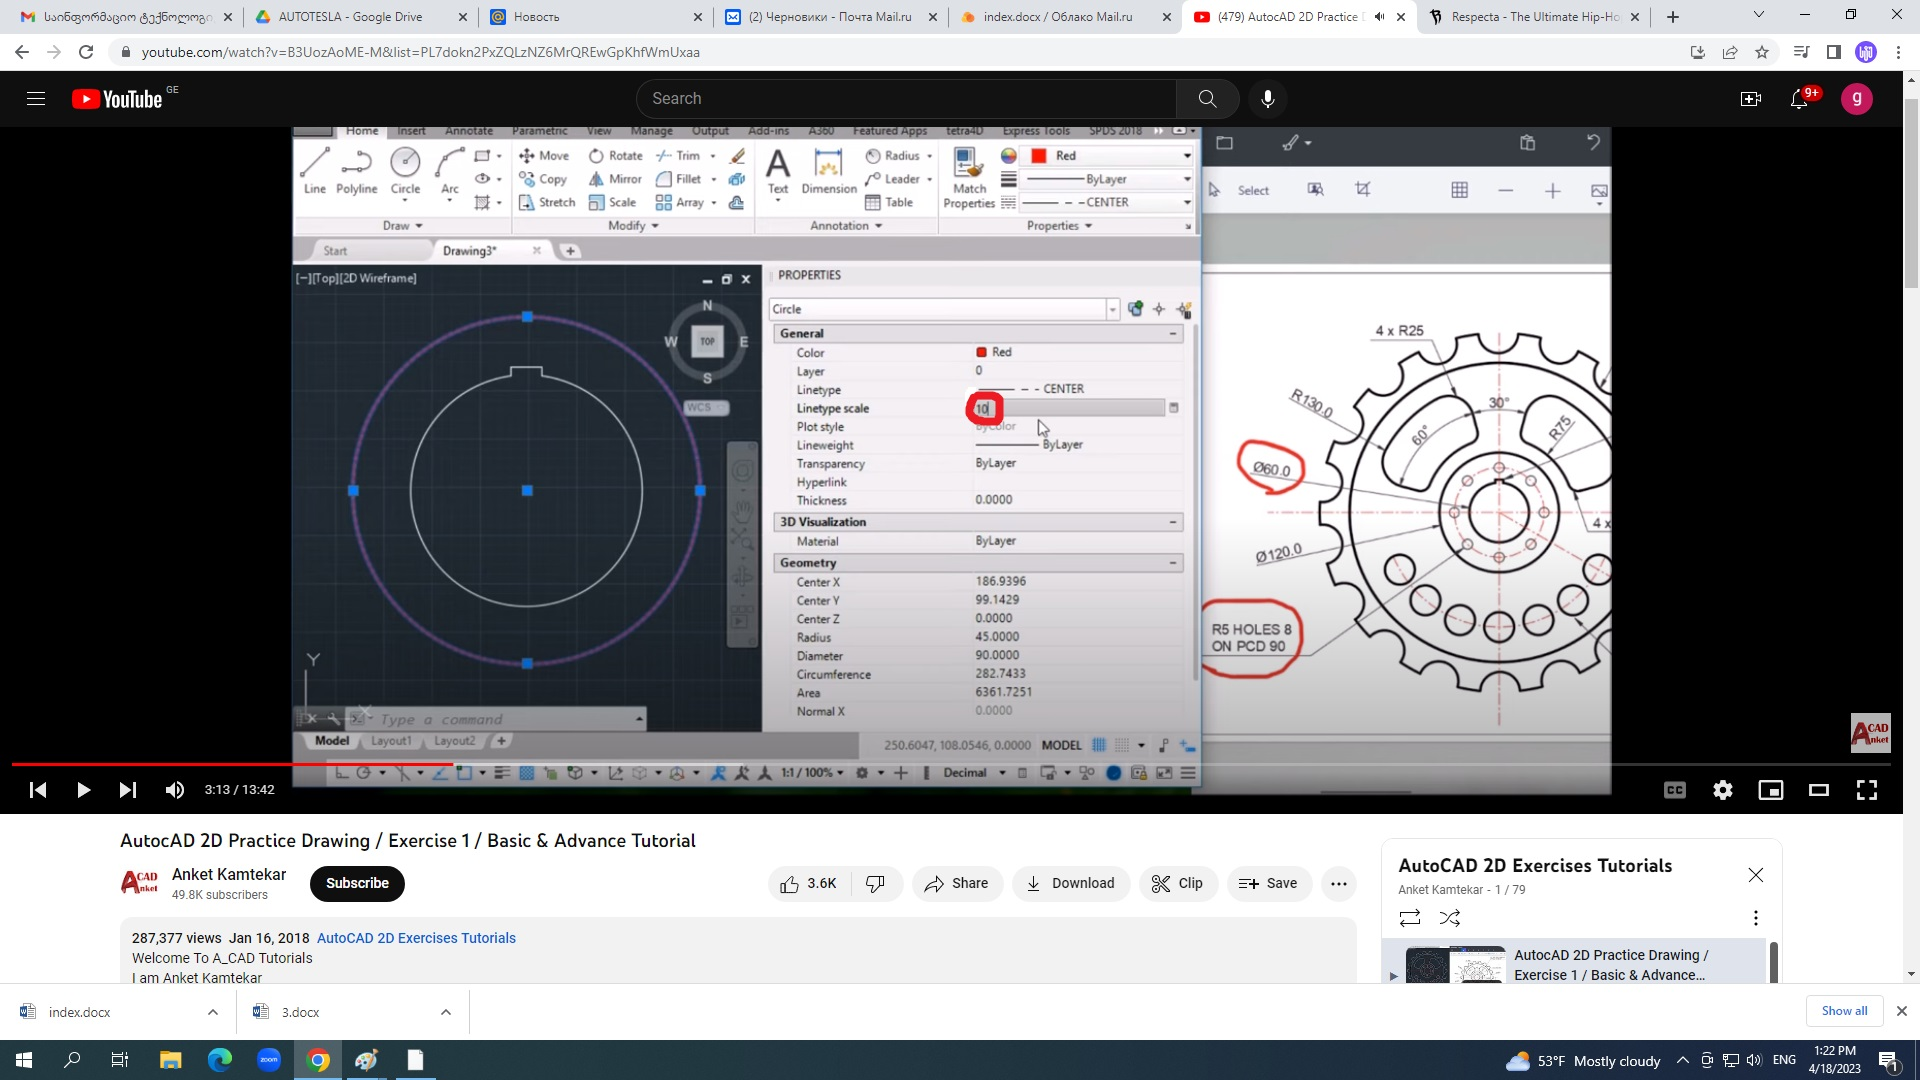 საინფორმაციო ტექნოლოგი
AUTOTESLA - Google Drive
Новость
(2) Черновики - Почта Mail.ru
index.docx / Облако Mail.ru
(479) AutocAD 2D Practice D
Respecta - The Ultimate Hip-Ho
youtube.com/watch?v=B3UozAoME-M&list=PL7dokn2PxZQLzNZ6MrQREwGpKhfWmUxaa
YouTube GE
Search
9+
g
Home Insert Annotate Parametric View Manage Output Add-ins A360 Featured Apps tetra4D Express Tools SPDS 2018
Line Polyline Circle Arc
Move Rotate Trim
Copy Mirror Fillet
Stretch Scale Array
Text Dimension
Radius
Leader
Table
Match Properties
Red
ByLayer
CENTER
Draw Modify Annotation Properties
Select
Start Drawing3*
[−][Top][2D Wireframe]
N
W TOP E
S
WCS
Y
X
Type a command
PROPERTIES
Circle
General
Color Red
Layer 0
Linetype CENTER
Linetype scale 10
Plot style ByColor
Lineweight ByLayer
Transparency ByLayer
Hyperlink
Thickness 0.0000
3D Visualization
Material ByLayer
Geometry
Center X 186.9396
Center Y 99.1429
Center Z 0.0000
Radius 45.0000
Diameter 90.0000
Circumference 282.7433
Area 6361.7251
Normal X 0.0000
4 x R25
R130.0
30°
60°
R75
Ø60.0
4 x
Ø120.0
R5 HOLES 8
ON PCD 90
Model Layout1 Layout2
250.6047, 108.0546, 0.0000 MODEL
1:1 / 100% Decimal
ACAD
Anket
3:13 / 13:42
CC
AutocAD 2D Practice Drawing / Exercise 1 / Basic & Advance Tutorial
ACAD
Anket
Anket Kamtekar
49.8K subscribers
Subscribe
3.6K
Share
Download
Clip
Save
287,377 views Jan 16, 2018 AutoCAD 2D Exercises Tutorials
Welcome To A_CAD Tutorials
I am Anket Kamtekar
AutoCAD 2D Exercises Tutorials
Anket Kamtekar - 1 / 79
AutoCAD 2D Practice Drawing /
Exercise 1 / Basic & Advance...
index.docx
3.docx
Show all
zoom
53°F Mostly cloudy
ENG
1:22 PM
4/18/2023
1